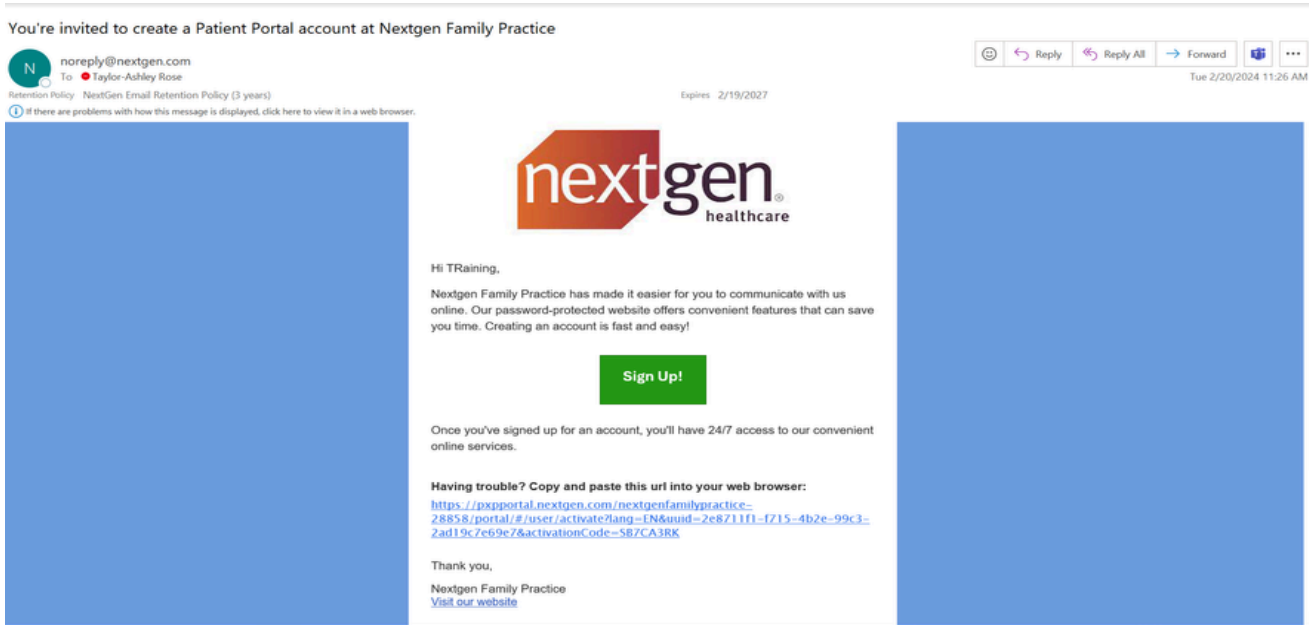 You're invited to create a Patient Portal account at Nextgen Family Practice
N
noreply@nextgen.com
To Taylor-Ashley Rose
Reply
Reply All
Forward
Tue 2/20/2024 11:26 AM
Retention Policy NextGen Email Retention Policy (3 years)
Expires 2/19/2027
If there are problems with how this message is displayed, click here to view it in a web browser.
nextgen®
healthcare
Hi TRaining,
Nextgen Family Practice has made it easier for you to communicate with us
online. Our password-protected website offers convenient features that can save
you time. Creating an account is fast and easy!
Sign Up!
Once you've signed up for an account, you'll have 24/7 access to our convenient
online services.
Having trouble? Copy and paste this url into your web browser:
https://pxpportal.nextgen.com/nextgenfamilypractice-
28858/portal/#/user/activate?lang=EN&uuid=2e8711f1-f715-4b2e-99c3-
2ad19c7e69e7&activationCode=SB7CA3RK
Thank you,
Nextgen Family Practice
Visit our website